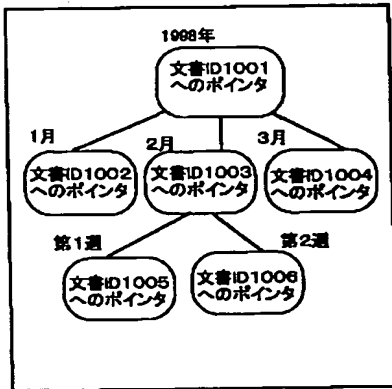 1998年
文書ID1001
へのポインタ
1月
2月
3月
文書ID1002
へのポインタ
文書ID1003
へのポインタ
文書ID1004
へのポインタ
第1週
第2週
文書ID1005
へのポインタ
文書ID1006
へのポインタ